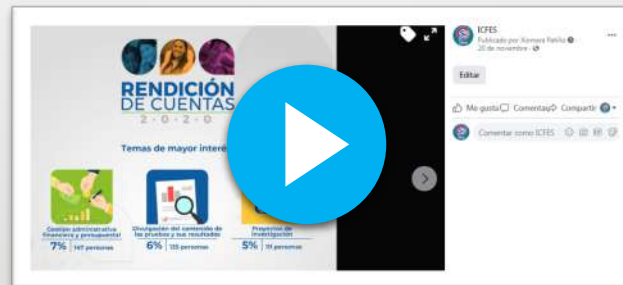 RENDICIÓN
DE CUENTAS
2-0-2-0
Temas de mayor
Gestión administrativa
financiera y presupuestal
7% 147 personas
Divulgación del contenido de
las pruebas y sus resultados
6% 135 personas
Proyectos de
investigación
5% 111 personas
ICFES
Publicado por Xiomara
20 de noviembre
Editar
Me gusta Comentar Compartir
Comentar como ICFES